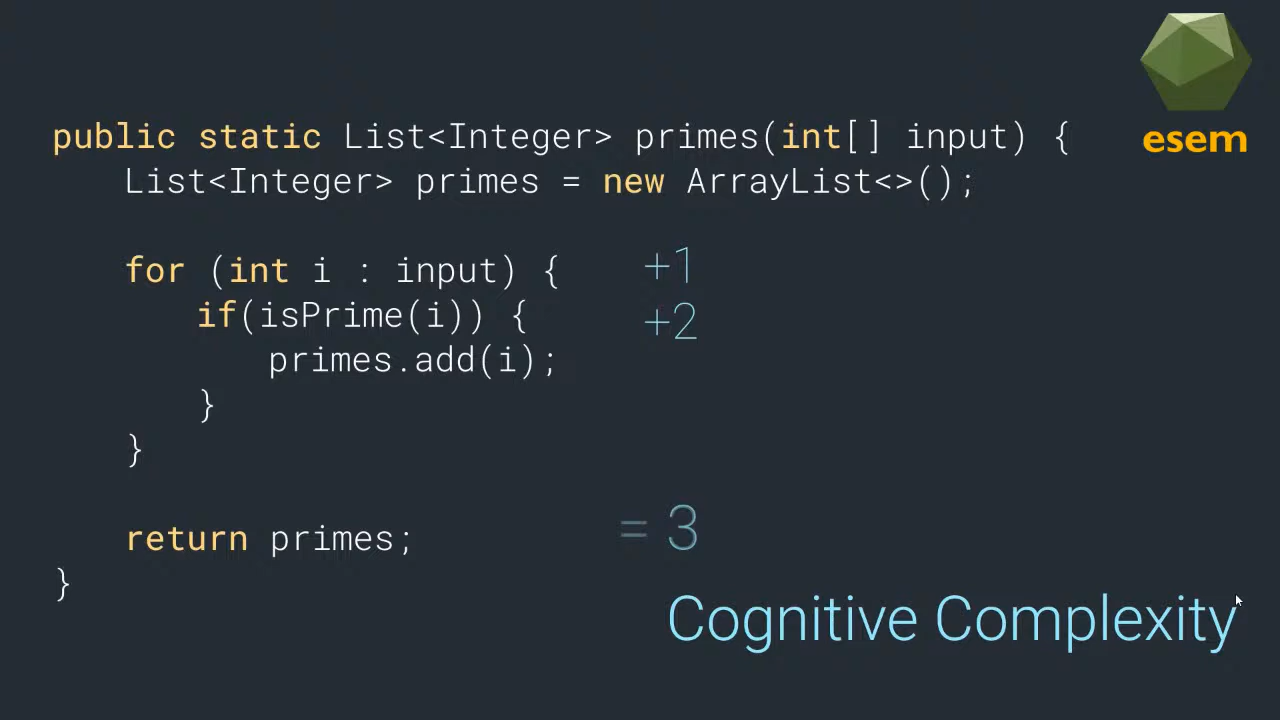 esem
public static List<Integer> primes(int[] input) {
List<Integer> primes = new ArrayList<>();
for (int i : input) { +1
if(isPrime(i)) { +2
primes.add(i);
}
}
return primes; = 3
}
Cognitive Complexity